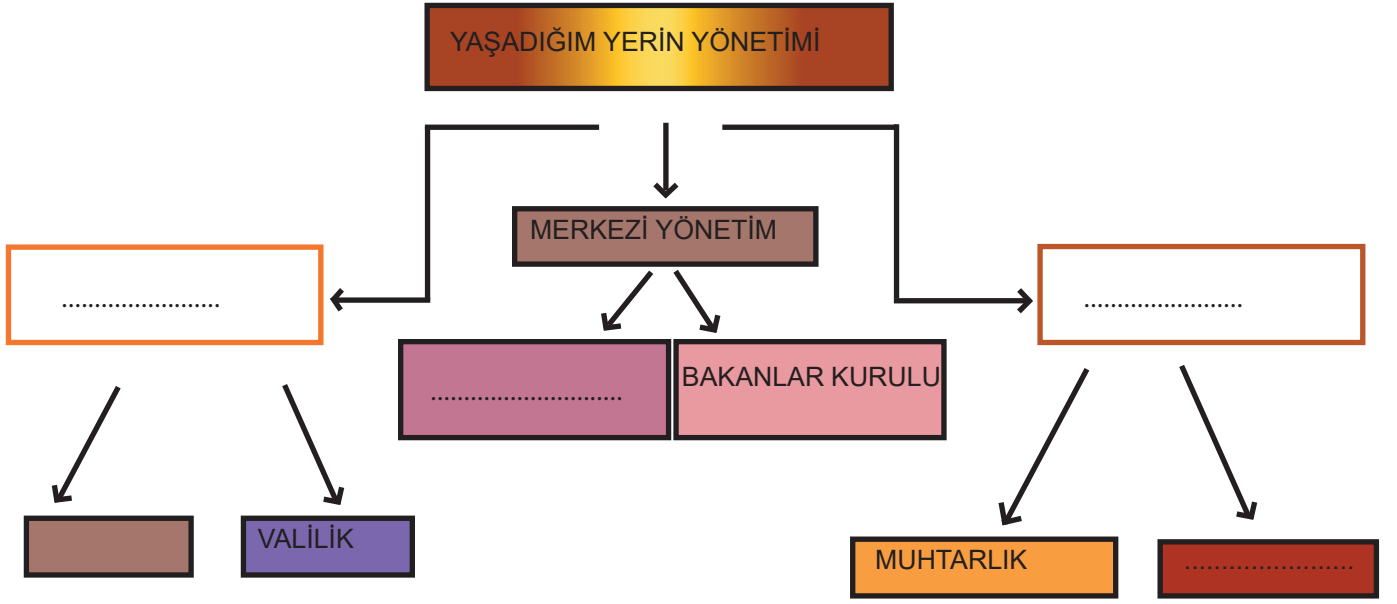 YAŞADIĞIM YERİN YÖNETİMİ
MERKEZİ YÖNETİM
........................
........................
.............................
BAKANLAR KURULU
VALİLİK
MUHTARLIK
.......................